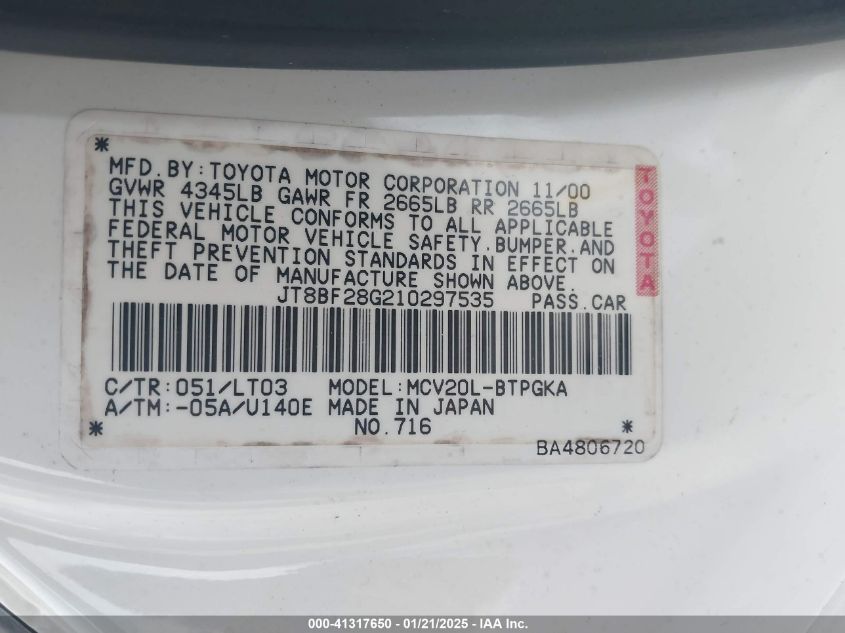 *
MFD.BY:TOYOTA MOTOR CORPORATION 11/00
GVWR 4345LB GAWR FR 2665LB RR 2665LB
THIS VEHICLE CONFORMS TO ALL APPLICABLE
FEDERAL MOTOR VEHICLE SAFETY.BUMPER.AND
THEFT PREVENTION STANDARDS IN EFFECT ON
THE DATE OF MANUFACTURE SHOWN ABOVE.
JT8BF28G210297535 PASS.CAR
TOYOTA
C/TR:051/LT03 MODEL:MCV20L-BTPGKA
A/TM:-05A/U140E MADE IN JAPAN
* NO.716 *
BA4806720
000-41317650 - 01/21/2025 - IAA Inc.